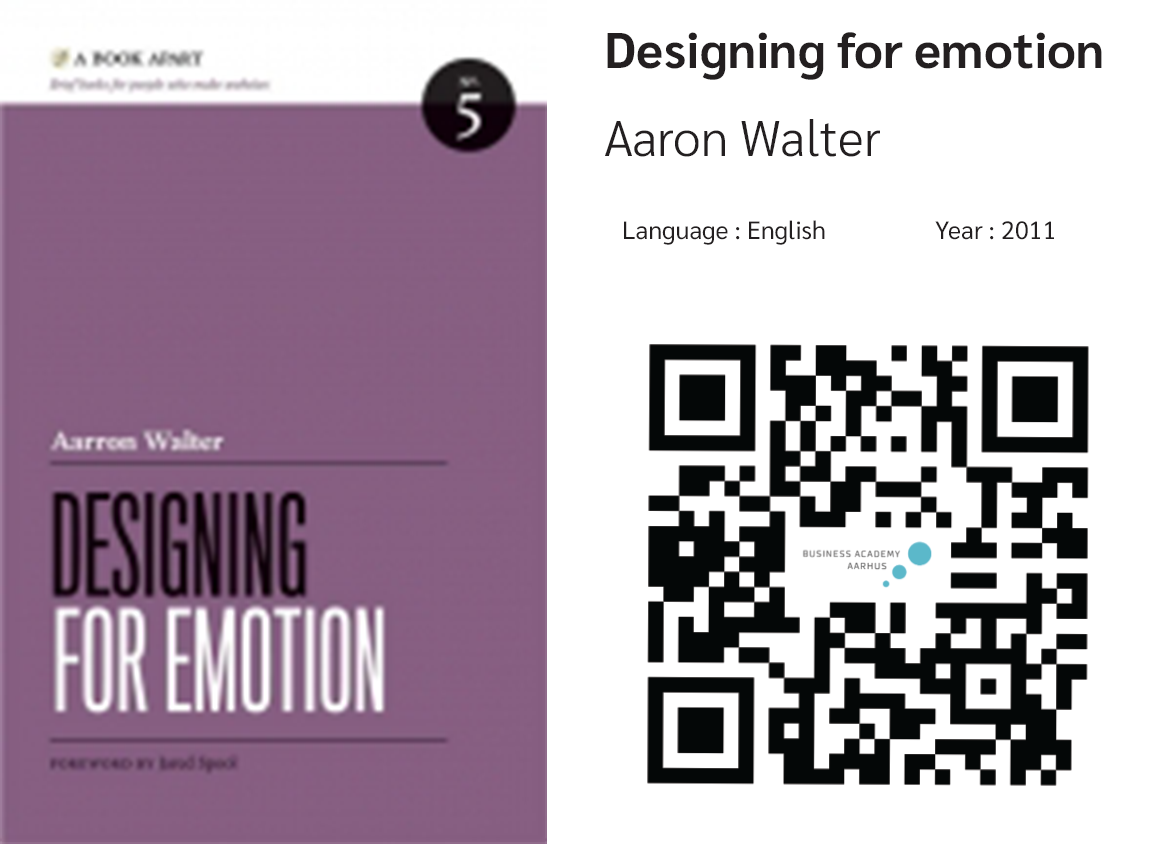 A BOOK APART
Brief books for people who make websites
No.
5
Aarron Walter
DESIGNING
FOR EMOTION
FOREWORD BY Jared Spool
Designing for emotion
Aaron Walter
Language : English
Year : 2011
BUSINESS ACADEMY
AARHUS